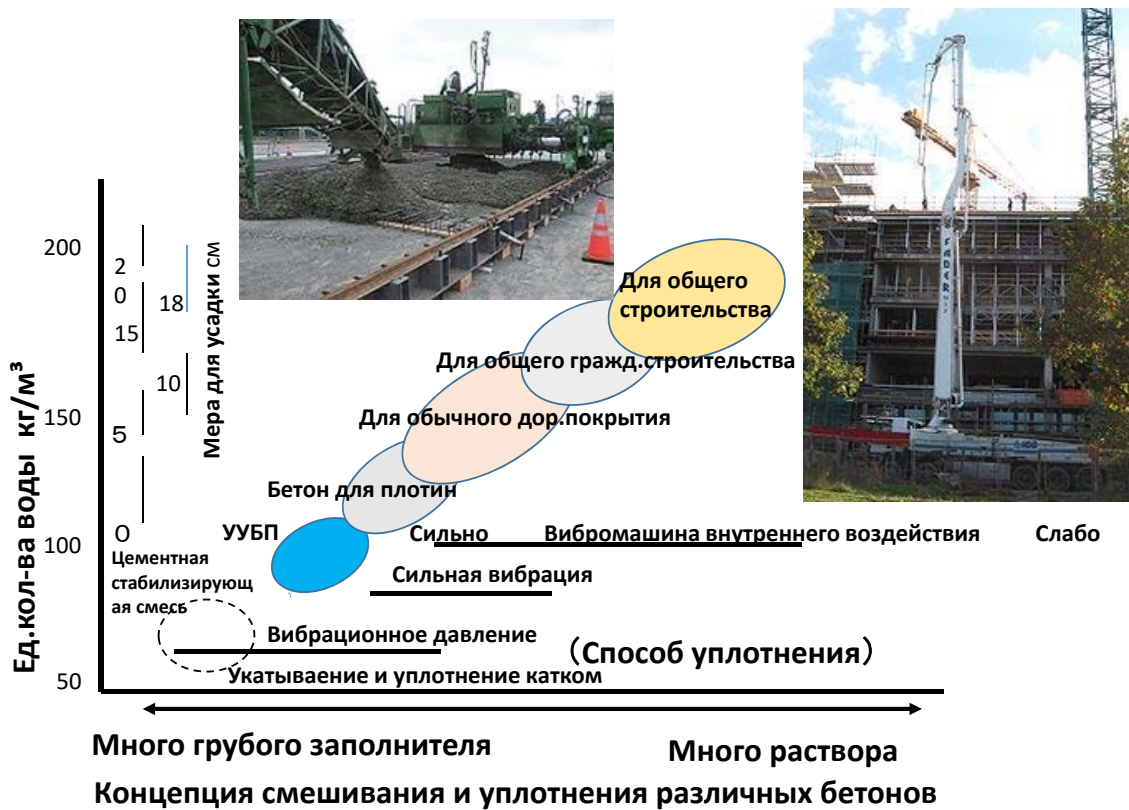 FABER
Для общего
строительства
Для общего гражд.строительства
Для обычного дор.покрытия
Бетон для плотин
УУБП
Ед.кол-ва воды кг/м³
200
150
100
50
Мера для усадки см
2
0
15
5
0
18
10
Цементная
стабилизирующ
ая смесь
Сильно
Вибромашина внутреннего воздействия
Слабо
Сильная вибрация
Вибрационное давление
(Способ уплотнения)
Укатываение и уплотнение катком
Много грубого заполнителя
Много раствора
Концепция смешивания и уплотнения различных бетонов